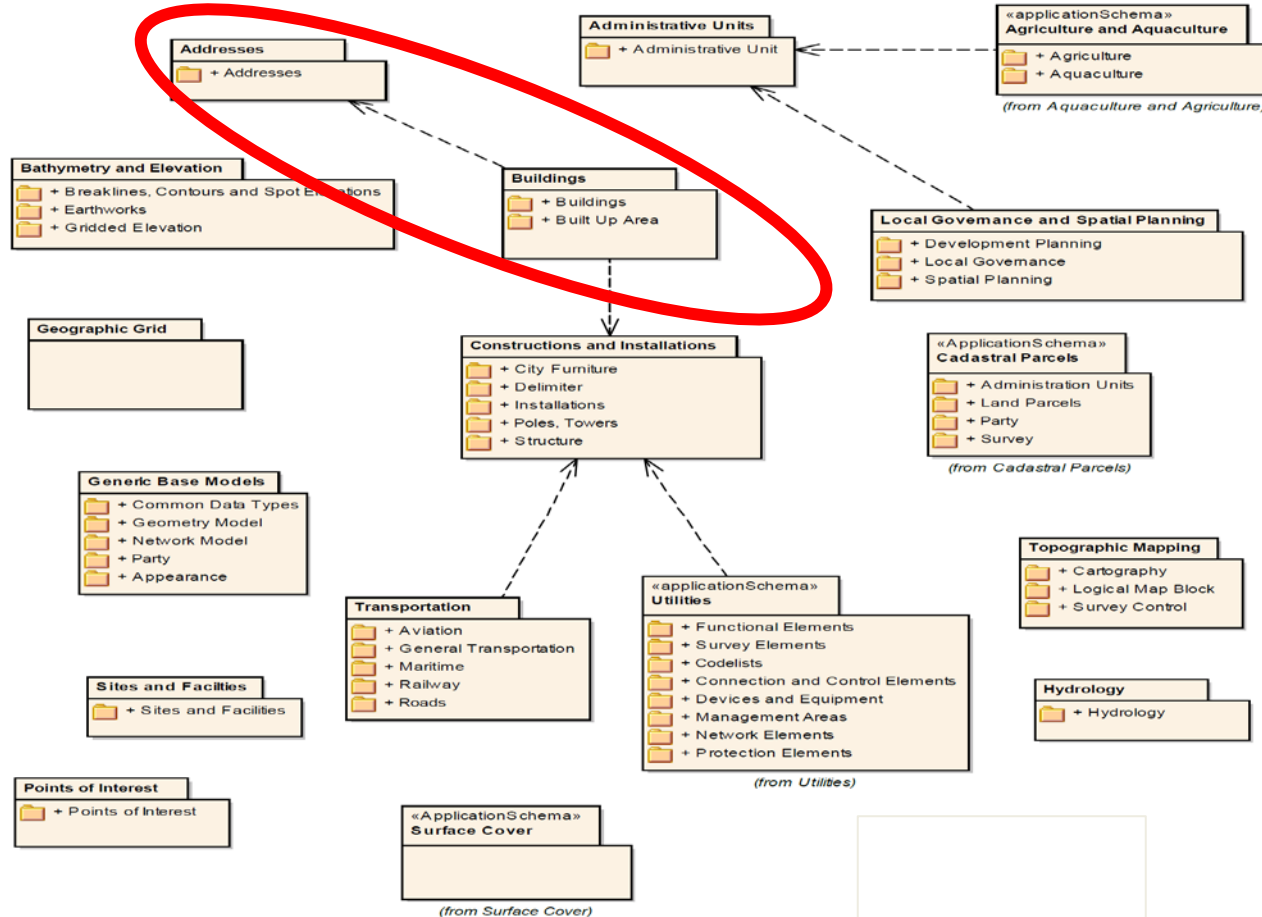 Addresses
+ Addresses
Administrative Units
+ Administrative Unit
«applicationSchema»
Agriculture and Aquaculture
+ Agriculture
+ Aquaculture
(from Aquaculture and Agriculture)
Bathymetry and Elevation
+ Breaklines, Contours and Spot Elevations
+ Earthworks
+ Gridded Elevation
Buildings
+ Buildings
+ Built Up Area
Local Governance and Spatial Planning
+ Development Planning
+ Local Governance
+ Spatial Planning
Geographic Grid
Constructions and Installations
+ City Furniture
+ Delimiter
+ Installations
+ Poles, Towers
+ Structure
«ApplicationSchema»
Cadastral Parcels
+ Administration Units
+ Land Parcels
+ Party
+ Survey
(from Cadastral Parcels)
Generic Base Models
+ Common Data Types
+ Geometry Model
+ Network Model
+ Party
+ Appearance
Topographic Mapping
+ Cartography
+ Logical Map Block
+ Survey Control
Transportation
+ Aviation
+ General Transportation
+ Maritime
+ Railway
+ Roads
«applicationSchema»
Utilities
+ Functional Elements
+ Survey Elements
+ Codelists
+ Connection and Control Elements
+ Devices and Equipment
+ Management Areas
+ Network Elements
+ Protection Elements
(from Utilities)
Sites and Facilties
+ Sites and Facilities
Hydrology
+ Hydrology
Points of Interest
+ Points of Interest
«ApplicationSchema»
Surface Cover
(from Surface Cover)